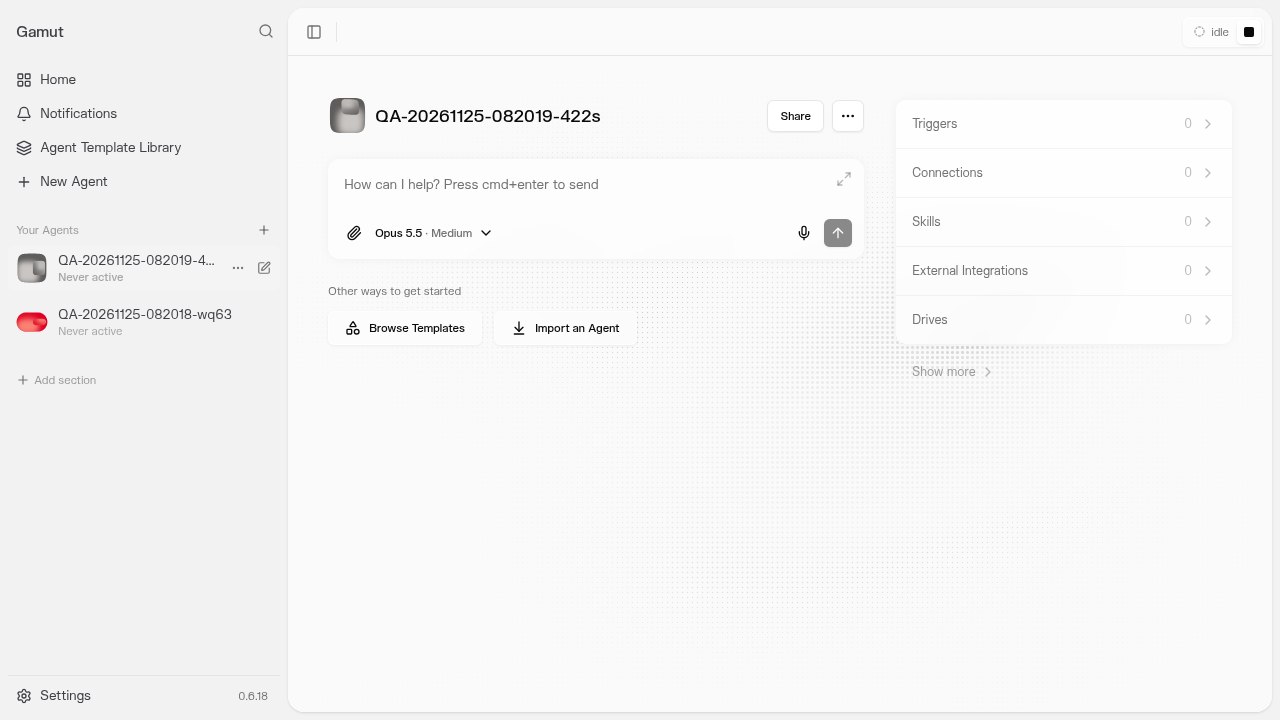 Gamut
Home
Notifications
Agent Template Library
New Agent
Your Agents
QA-20261125-082019-4...
Never active
QA-20261125-082018-wq63
Never active
Add section
Settings
0.6.18
idle
QA-20261125-082019-422s
Share
How can I help? Press cmd+enter to send
Opus 5.5 · Medium
Other ways to get started
Browse Templates
Import an Agent
Triggers 0
Connections 0
Skills 0
External Integrations 0
Drives 0
Show more